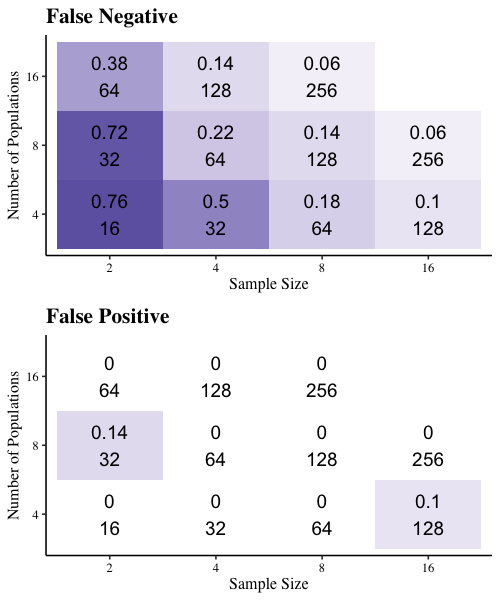 False Negative
Number of Populations
16
0.38 0.14 0.06
64 128 256
8
0.72 0.22 0.14 0.06
32 64 128 256
4
0.76 0.5 0.18 0.1
16 32 64 128
2 4 8 16
Sample Size
False Positive
Number of Populations
16
0 0 0
64 128 256
8
0.14 0 0 0
32 64 128 256
4
0 0 0 0.1
16 32 64 128
2 4 8 16
Sample Size